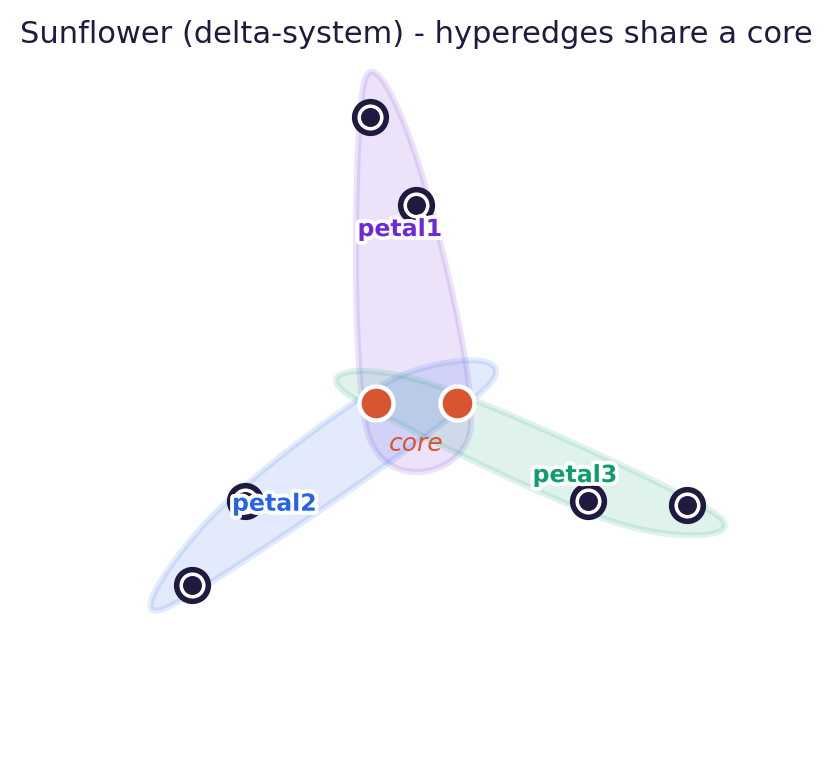 Sunflower (delta-system) - hyperedges share a core
petal1
core
petal3
petal2